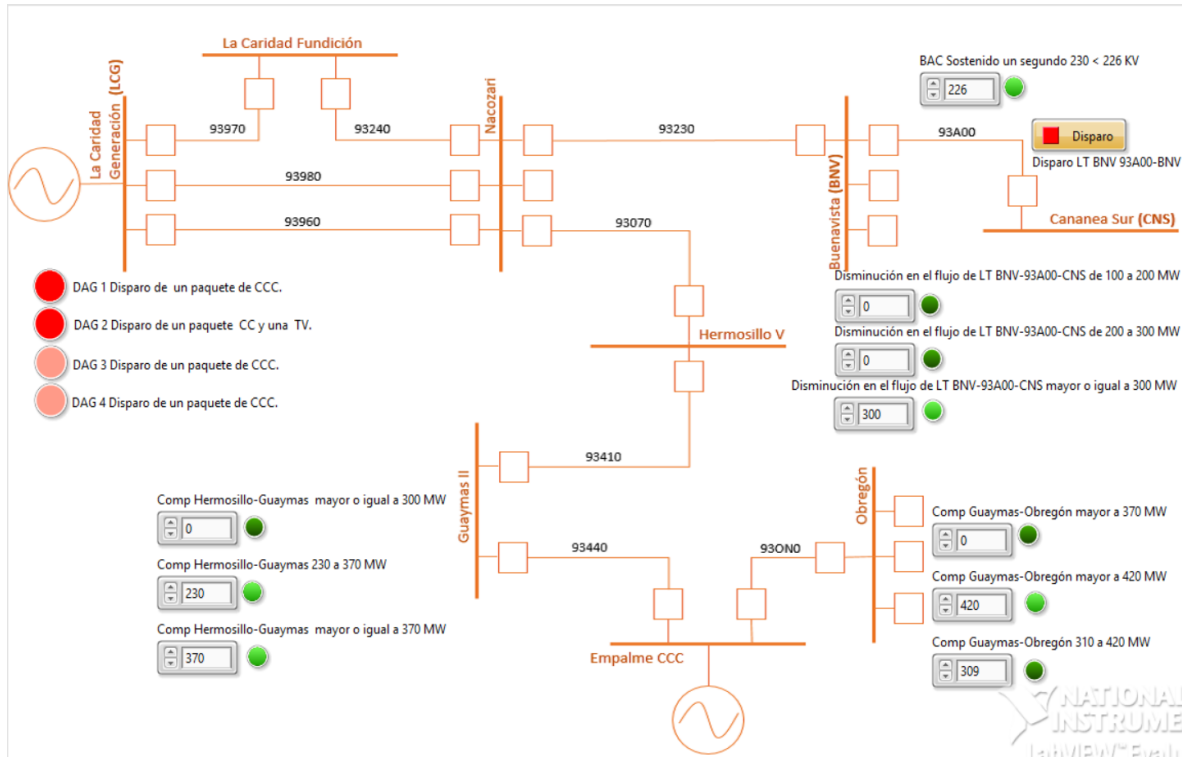 La Caridad Fundición
BAC Sostenido un segundo 230 < 226 KV
226
La Caridad
Generación (LCG)
93970
93240
Nacozari
93230
Buenavista (BNV)
93A00
Disparo
Disparo LT BNV 93A00-BNV
93980
93960
93070
Cananea Sur (CNS)
DAG 1 Disparo de un paquete de CCC.
DAG 2 Disparo de un paquete CC y una TV.
DAG 3 Disparo de un paquete de CCC.
DAG 4 Disparo de un paquete de CCC.
Disminución en el flujo de LT BNV-93A00-CNS de 100 a 200 MW
0
Disminución en el flujo de LT BNV-93A00-CNS de 200 a 300 MW
0
Disminución en el flujo de LT BNV-93A00-CNS mayor o igual a 300 MW
300
Hermosillo V
93410
Guaymas II
Comp Hermosillo-Guaymas mayor o igual a 300 MW
0
Comp Hermosillo-Guaymas 230 a 370 MW
230
Comp Hermosillo-Guaymas mayor o igual a 370 MW
370
93440
93ON0
Obregón
Comp Guaymas-Obregón mayor a 370 MW
0
Comp Guaymas-Obregón mayor a 420 MW
420
Comp Guaymas-Obregón 310 a 420 MW
309
Empalme CCC
NATIONAL
INSTRUME
LabVIEW™ Evalu